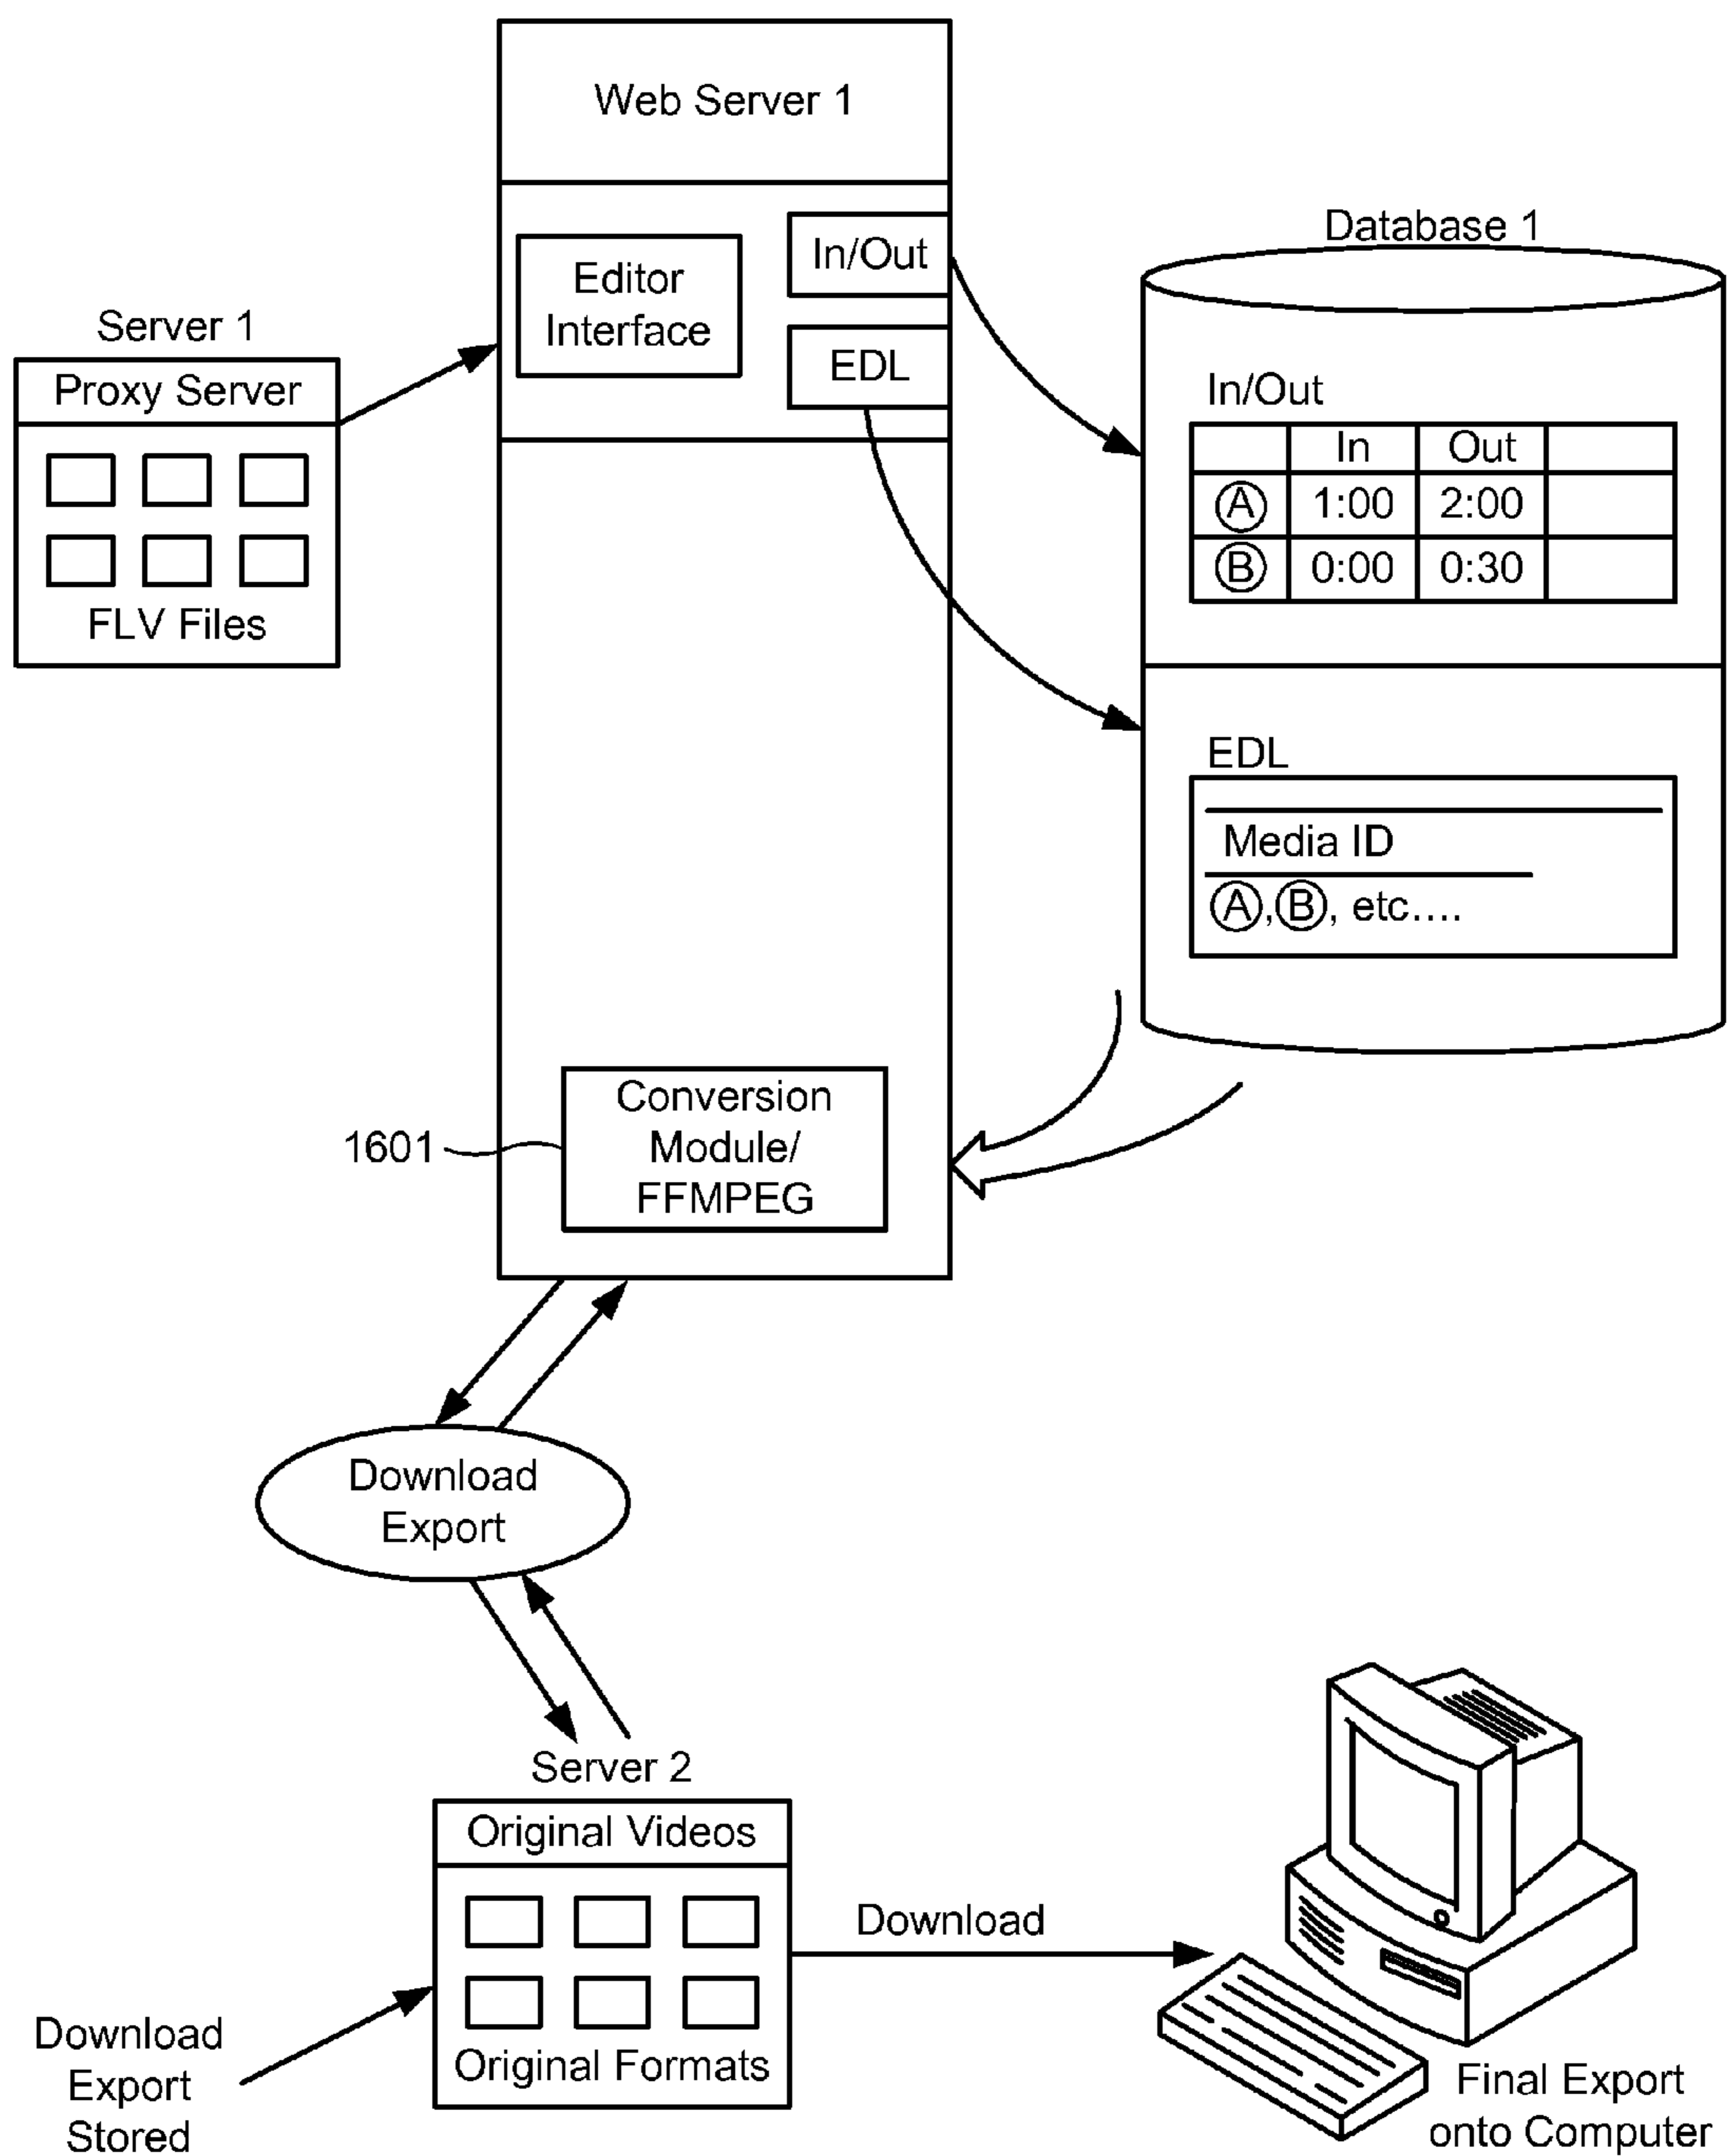 Web Server 1
Editor
Interface
In/Out
EDL
Server 1
Proxy Server
FLV Files
Database 1
In/Out
In Out
A 1:00 2:00
B 0:00 0:30
EDL
Media ID
A, B, etc....
1601
Conversion
Module/
FFMPEG
Download
Export
Server 2
Original Videos
Original Formats
Download
Export
Stored
Download
Final Export
onto Computer